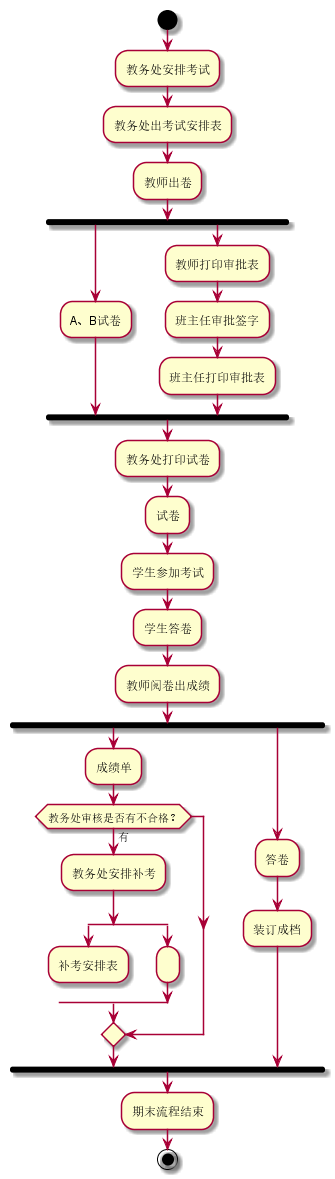 教务处安排考试
教务处出考试安排表
教师出卷
A、B试卷
教师打印审批表
班主任审批签字
班主任打印审批表
教务处打印试卷
试卷
学生参加考试
学生答卷
教师阅卷出成绩
成绩单
教务处审核是否有不合格？
有
教务处安排补考
补考安排表
答卷
装订成档
期末流程结束